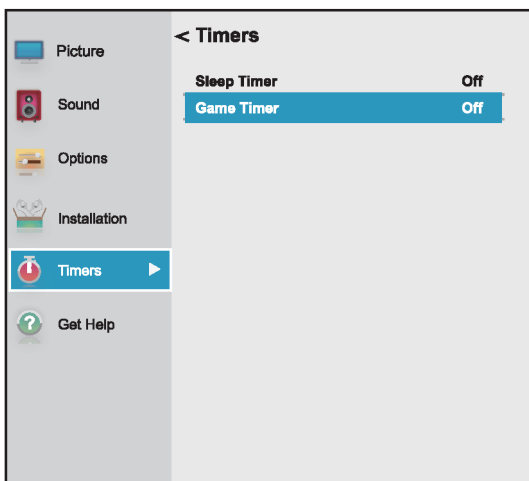 Picture
Sound
Options
Installation
Timers
Get Help
< Timers
Sleep Timer Off
Game Timer Off